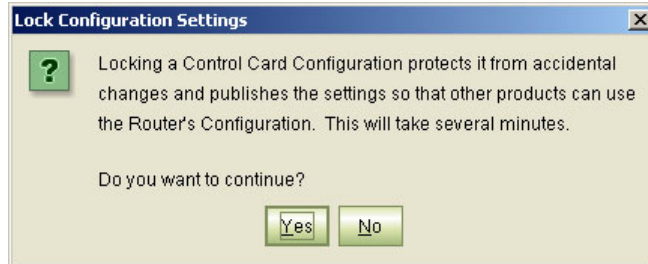 Lock Configuration Settings
Locking a Control Card Configuration protects it from accidental
changes and publishes the settings so that other products can use
the Router's Configuration.  This will take several minutes.
Do you want to continue?
Yes No